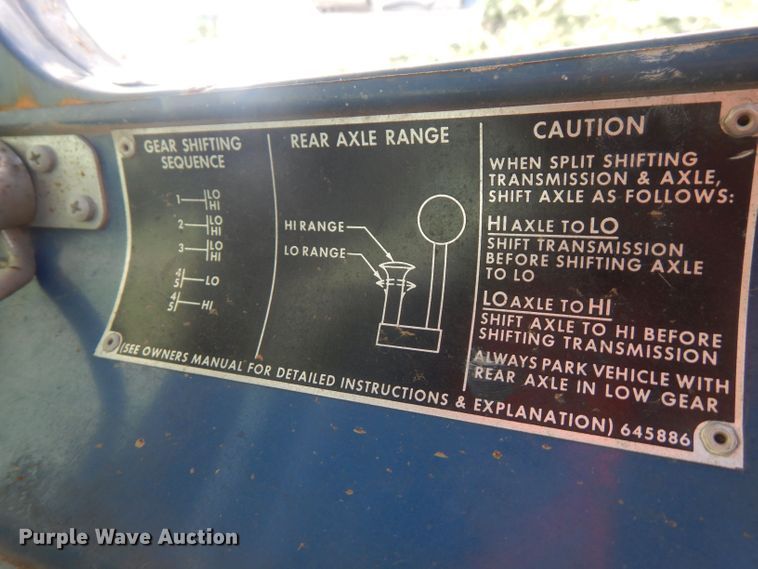 GEAR SHIFTING
SEQUENCE
1 LO
HI
2 LO
HI
3 LO
HI
4
5 LO
4
5 HI
REAR AXLE RANGE
HI RANGE
LO RANGE
CAUTION
WHEN SPLIT SHIFTING
TRANSMISSION & AXLE,
SHIFT AXLE AS FOLLOWS:
HI AXLE TO LO
SHIFT TRANSMISSION
BEFORE SHIFTING AXLE
TO LO
LO AXLE TO HI
SHIFT AXLE TO HI BEFORE
SHIFTING TRANSMISSION
ALWAYS PARK VEHICLE WITH
REAR AXLE IN LOW GEAR
(SEE OWNERS MANUAL FOR DETAILED INSTRUCTIONS & EXPLANATION) 645886
Purple Wave Auction